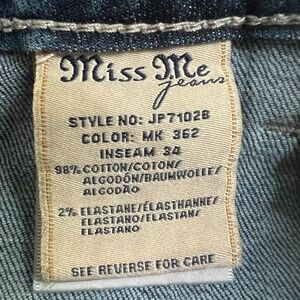 Miss Me
jeans
STYLE NO: JP7102B
COLOR: MK 362
INSEAM 34
98% COTTON/COTON/
ALGODÓN/BAUMWOLLE/
ALGODÃO
2% ELASTANE/ÉLASTHANNE/
ELASTANO/ELASTAN/
ELASTANO
SEE REVERSE FOR CARE